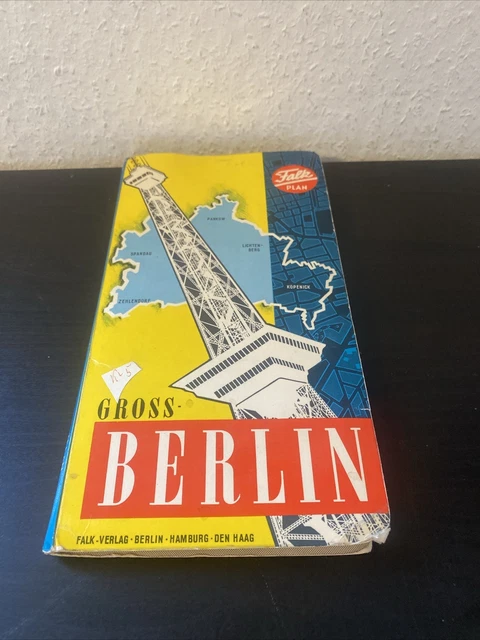 Falk
PLAN
PANKOW
SPANDAU
LICHTEN-
BERG
KÖPENICK
ZEHLENDORF
GROSS-
BERLIN
FALK-VERLAG · BERLIN · HAMBURG · DEN HAAG